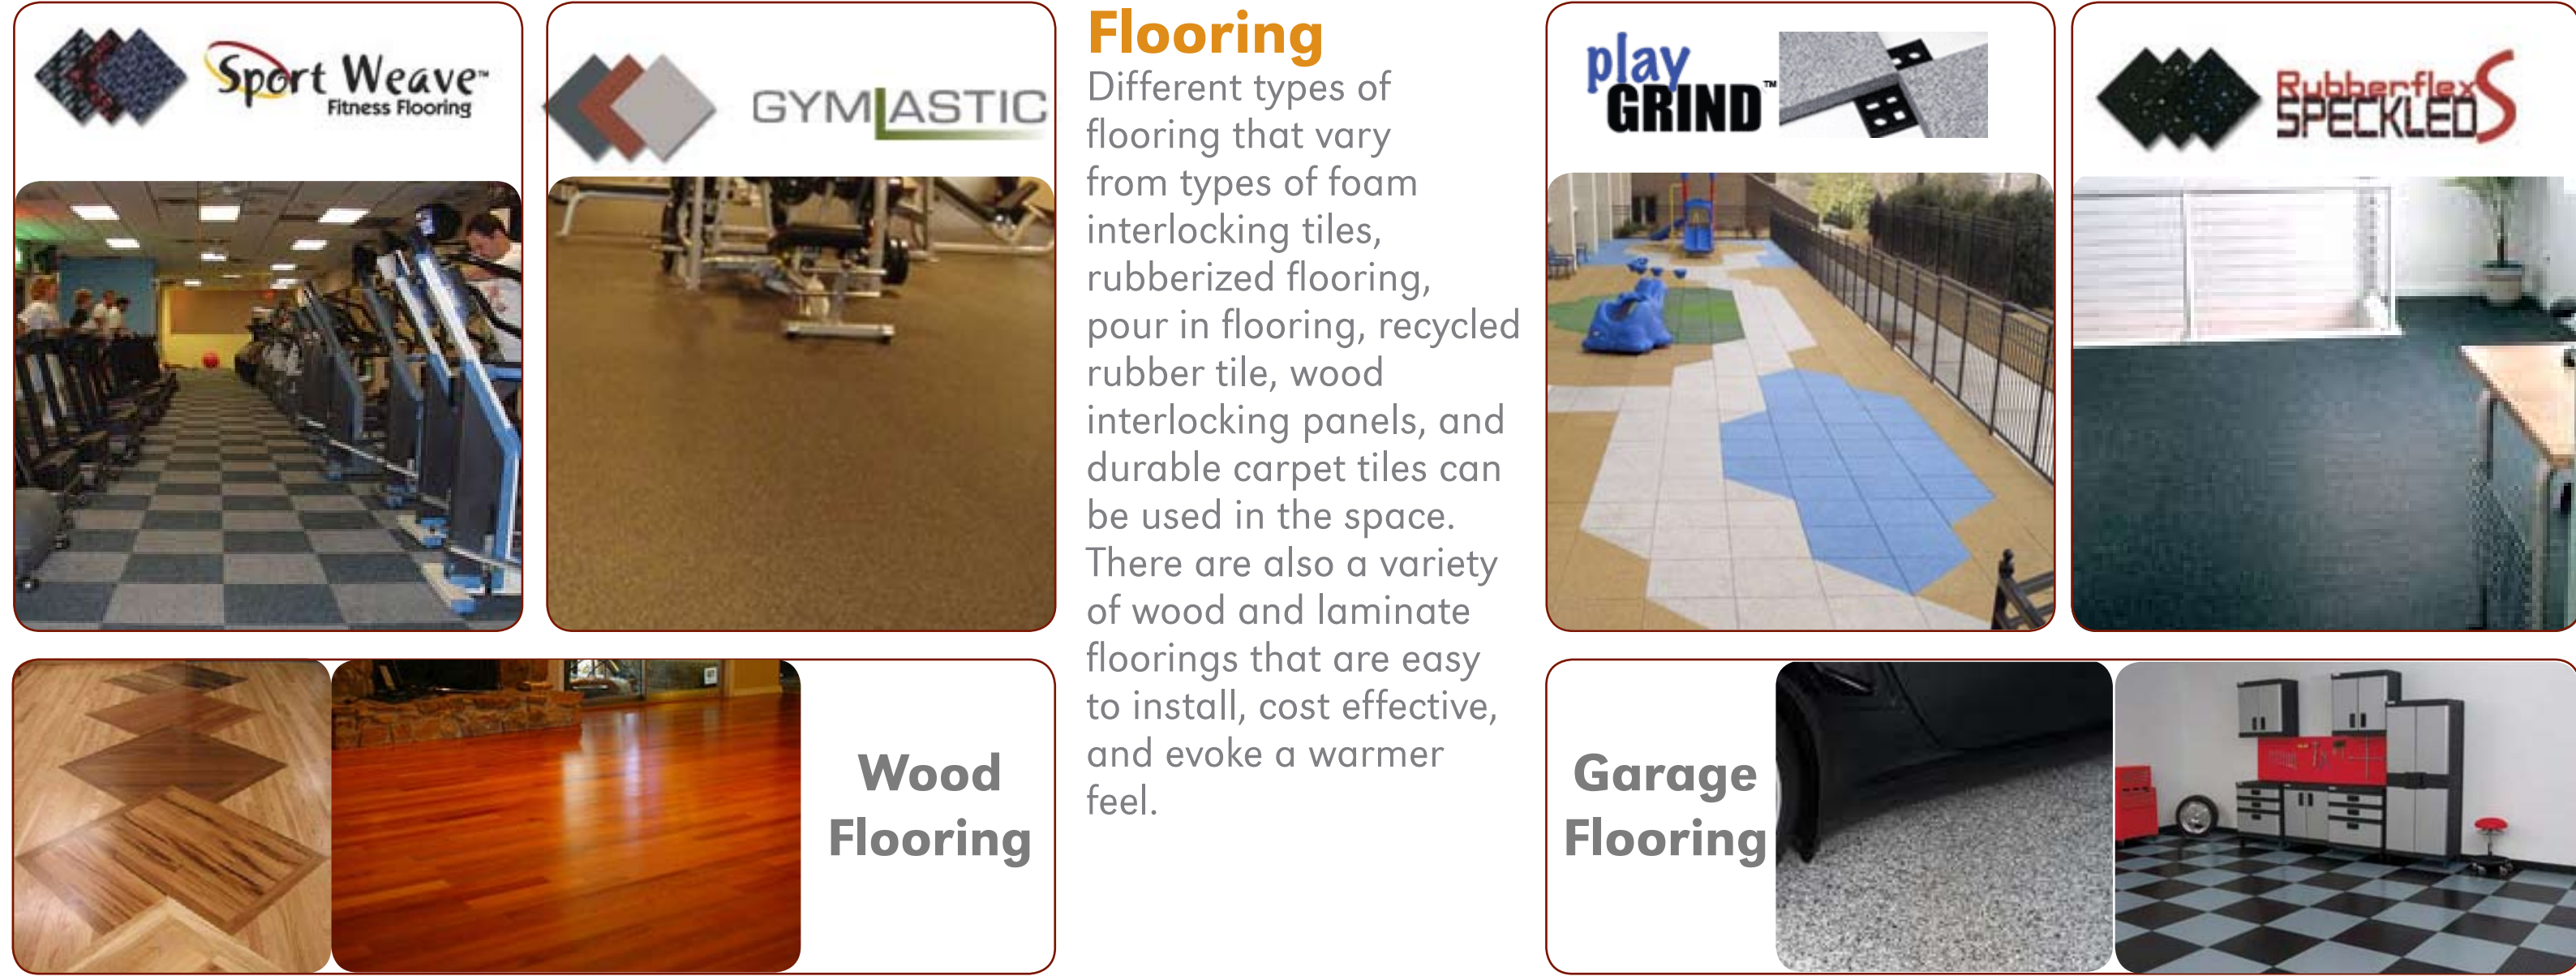 Sport Weave™
Fitness Flooring
GYMLASTIC
Flooring
Different types of
flooring that vary
from types of foam
interlocking tiles,
rubberized flooring,
pour in flooring, recycled
rubber tile, wood
interlocking panels, and
durable carpet tiles can
be used in the space.
There are also a variety
of wood and laminate
floorings that are easy
to install, cost effective,
and evoke a warmer
feel.
play
GRIND™
Rubberflex
SPECKLED S
Wood
Flooring
Garage
Flooring